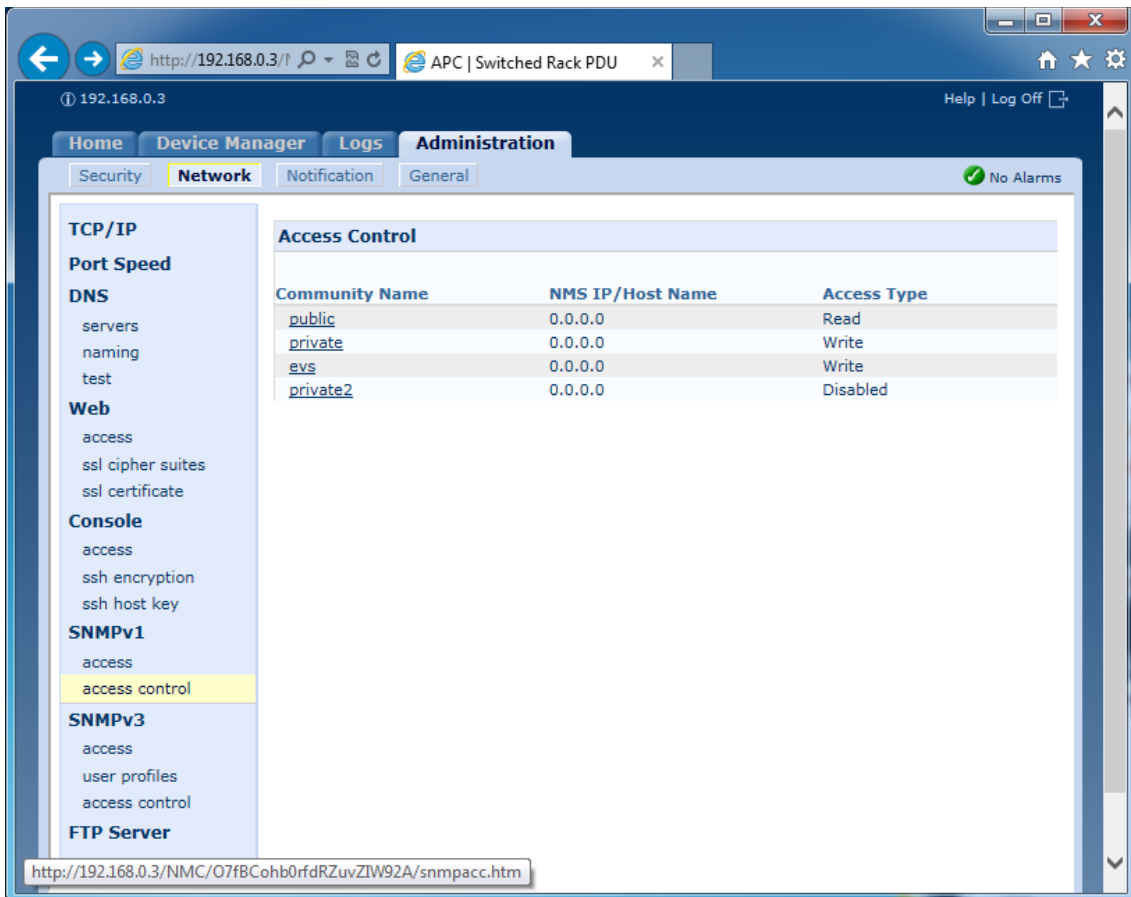 http://192.168.0.3/
APC | Switched Rack PDU
192.168.0.3
Help | Log Off
Home Device Manager Logs Administration
Security Network Notification General
No Alarms
TCP/IP
Port Speed
DNS
servers
naming
test
Web
access
ssl cipher suites
ssl certificate
Console
access
ssh encryption
ssh host key
SNMPv1
access
access control
SNMPv3
access
user profiles
access control
FTP Server
Access Control
Community Name NMS IP/Host Name Access Type
public 0.0.0.0 Read
private 0.0.0.0 Write
evs 0.0.0.0 Write
private2 0.0.0.0 Disabled
http://192.168.0.3/NMC/O7fBCohb0rfdRZuvZIW92A/snmpacc.htm